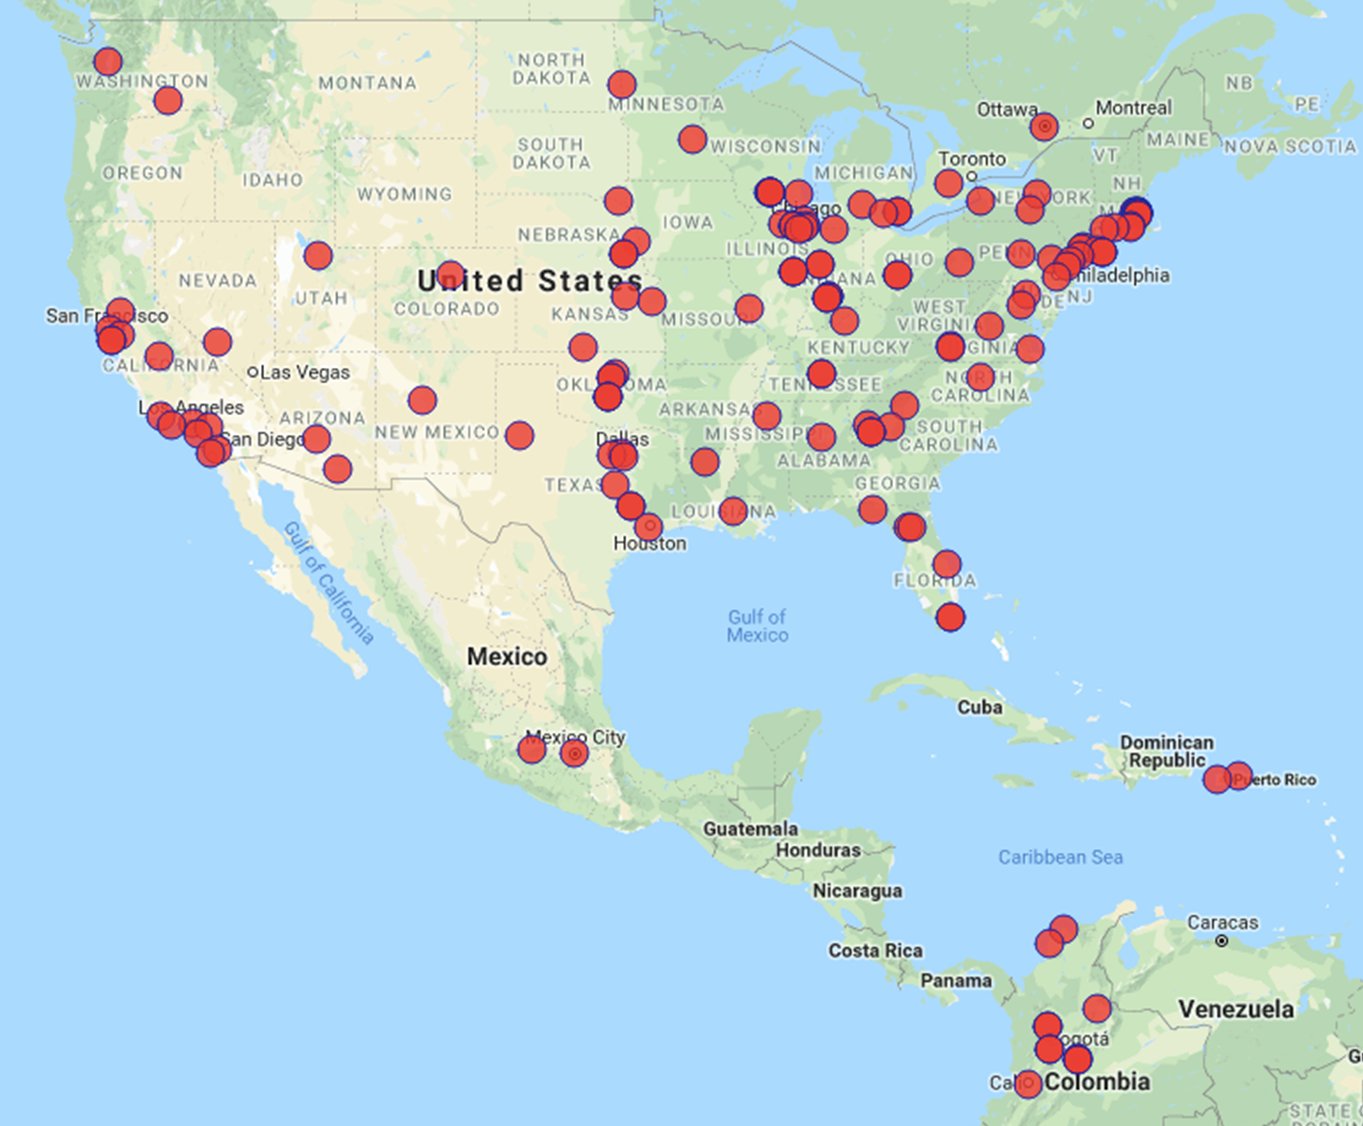 NORTH
DAKOTA
WASHINGTON
MONTANA
MINNESOTA
NB
PE
Ottawa
Montreal
MAINE
NOVA SCOTIA
SOUTH
DAKOTA
WISCONSIN
VT
Toronto
OREGON
IDAHO
WYOMING
MICHIGAN
NH
IOWA
NEBRASKA
ILLINOIS
OHIO
PENN
NEVADA
UTAH
United States
COLORADO
Philadelphia
NJ
DE
San Francisco
KANSAS
MISSOURI
WEST
VIRGINIA
CALIFORNIA
Las Vegas
KENTUCKY
OKLAHOMA
TENNESSEE
NORTH
CAROLINA
Los Angeles
ARIZONA
NEW MEXICO
ARKANSAS
MISSISSIPPI
SOUTH
CAROLINA
San Diego
Dallas
ALABAMA
TEXAS
GEORGIA
LOUISIANA
Houston
Gulf of California
FLORIDA
Gulf of
Mexico
Mexico
Cuba
Mexico City
Dominican
Republic
Puerto Rico
Guatemala
Honduras
Caribbean Sea
Nicaragua
Caracas
Costa Rica
Panama
Venezuela
ogotá
Cali
Colombia